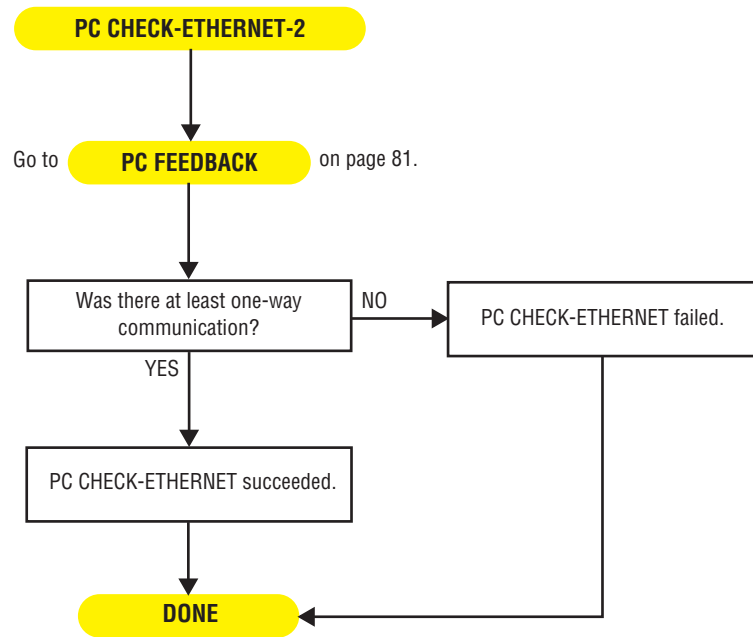 PC CHECK-ETHERNET-2
Go to PC FEEDBACK on page 81.
Was there at least one-way
communication?
NO
PC CHECK-ETHERNET failed.
YES
PC CHECK-ETHERNET succeeded.
DONE